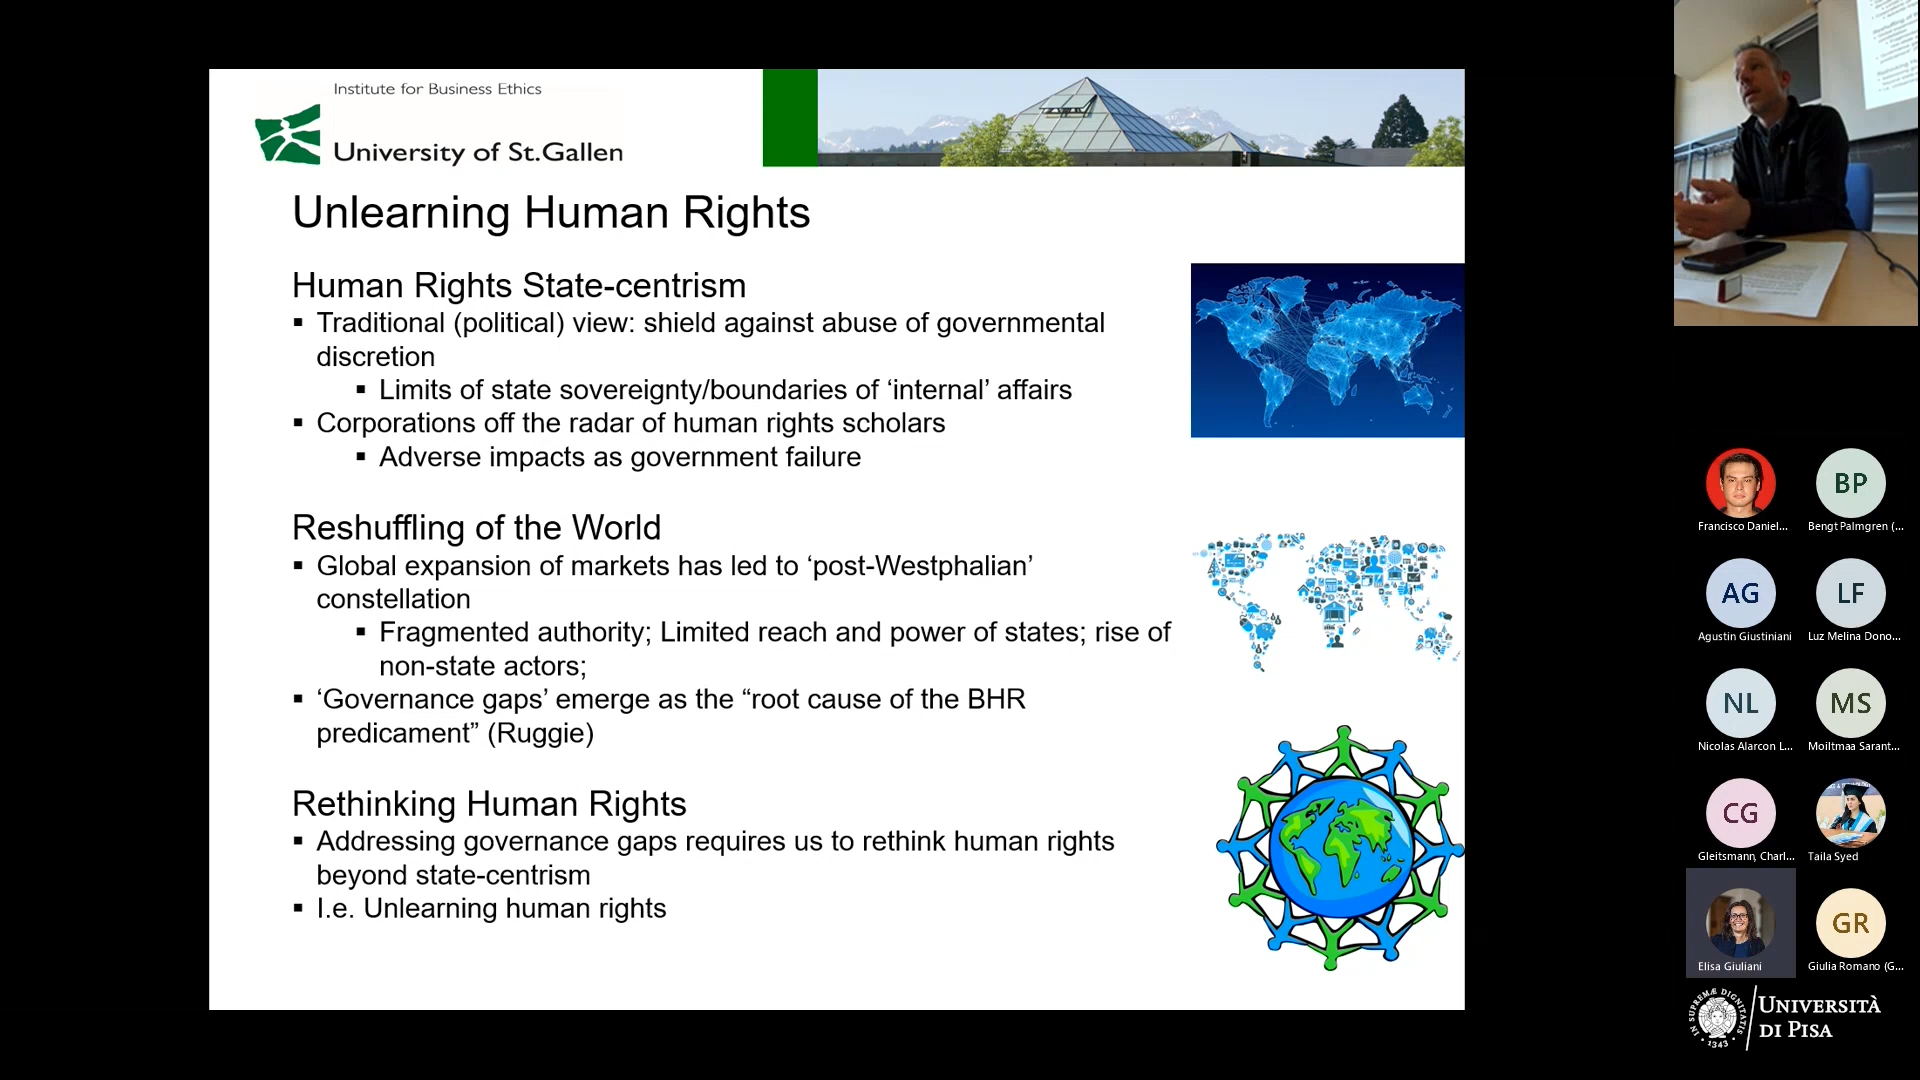 Institute for Business Ethics
University of St.Gallen
Unlearning Human Rights
Human Rights State-centrism
▪ Traditional (political) view: shield against abuse of governmental
discretion
▪ Limits of state sovereignty/boundaries of ‘internal’ affairs
▪ Corporations off the radar of human rights scholars
▪ Adverse impacts as government failure
Reshuffling of the World
▪ Global expansion of markets has led to ‘post-Westphalian’
constellation
▪ Fragmented authority; Limited reach and power of states; rise of
non-state actors;
▪ ‘Governance gaps’ emerge as the “root cause of the BHR
predicament” (Ruggie)
Rethinking Human Rights
▪ Addressing governance gaps requires us to rethink human rights
beyond state-centrism
▪ I.e. Unlearning human rights
Francisco Daniel...
BP
Bengt Palmgren (...
AG
Agustin Giustiniani
LF
Luz Melina Dono...
NL
Nicolas Alarcon L...
MS
Moiltmaa Sarant...
CG
Gleitsmann, Charl...
Taila Syed
Elisa Giuliani
GR
Giulia Romano (G...
IN SUPREMÆ DIGNITATIS
1343
UNIVERSITÀ
DI PISA